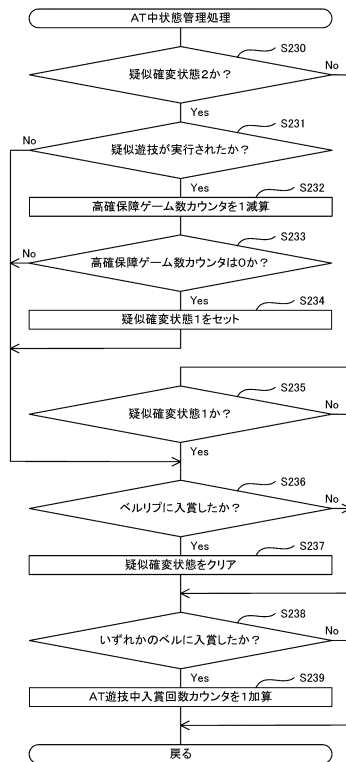 AT中状態管理処理
S230
疑似確変状態2か?
No
Yes
S231
No
疑似遊技が実行されたか?
Yes
S232
高確保障ゲーム数カウンタを1減算
S233
No
高確保障ゲーム数カウンタは0か?
Yes
S234
疑似確変状態1をセット
S235
疑似確変状態1か?
No
Yes
S236
ベルリプに入賞したか?
No
Yes
S237
疑似確変状態をクリア
S238
いずれかのベルに入賞したか?
No
Yes
S239
AT遊技中入賞回数カウンタを1加算
戻る